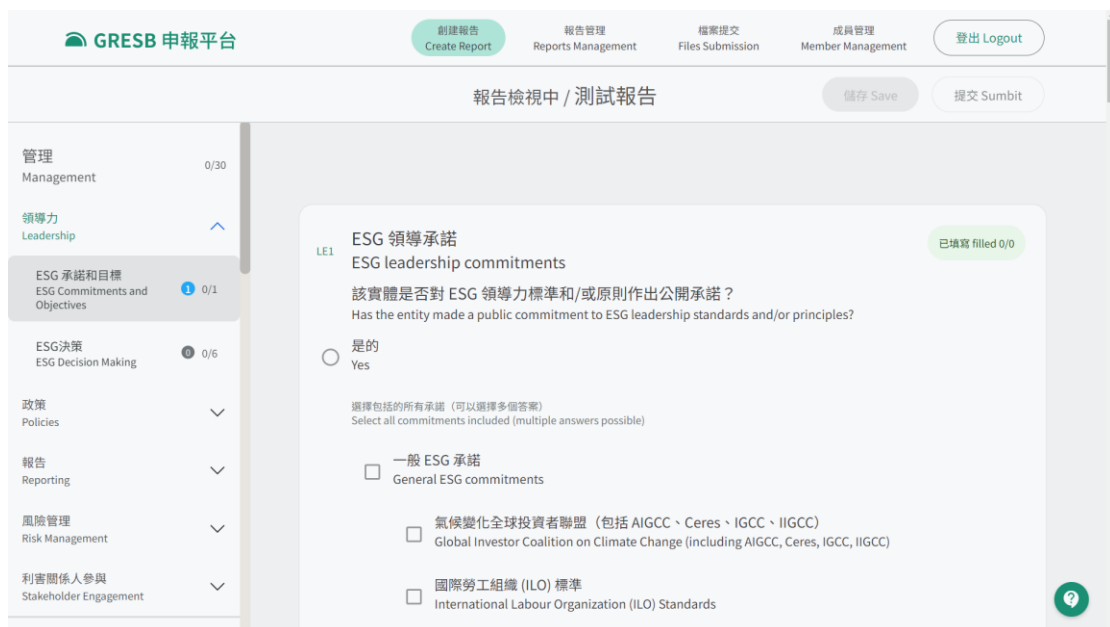 GRESB 申報平台
創建報告
Create Report
報告管理
Reports Management
檔案提交
Files Submission
成員管理
Member Management
登出 Logout
報告檢視中 / 測試報告
儲存 Save
提交 Sumbit
管理
Management
0/30
領導力
Leadership
ESG 承諾和目標
ESG Commitments and
Objectives
1 0/1
ESG決策
ESG Decision Making
0 0/6
政策
Policies
報告
Reporting
風險管理
Risk Management
利害關係人參與
Stakeholder Engagement
LE1
ESG 領導承諾
ESG leadership commitments
已填寫 filled 0/0
該實體是否對 ESG 領導力標準和/或原則作出公開承諾？
Has the entity made a public commitment to ESG leadership standards and/or principles?
是的
Yes
選擇包括的所有承諾（可以選擇多個答案）
Select all commitments included (multiple answers possible)
一般 ESG 承諾
General ESG commitments
氣候變化全球投資者聯盟（包括 AIGCC、Ceres、IGCC、IIGCC）
Global Investor Coalition on Climate Change (including AIGCC, Ceres, IGCC, IIGCC)
國際勞工組織 (ILO) 標準
International Labour Organization (ILO) Standards